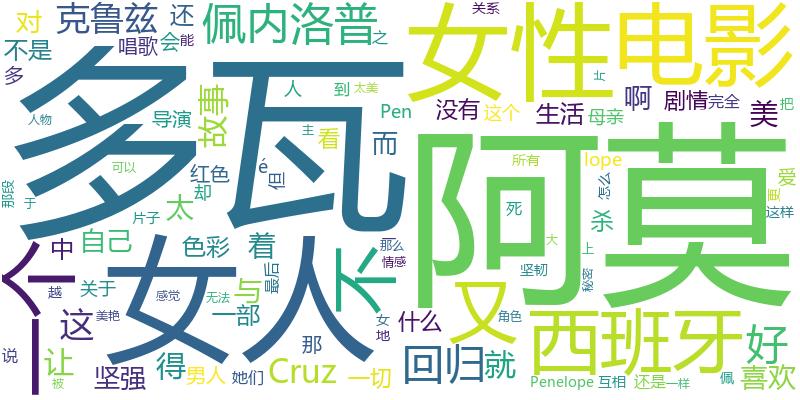 对
克鲁兹
还
佩内洛普
之
关系
女性
电影
不是
唱歌
会
能
多
人
到
太美
片
多瓦
故事
Pen
没有
这个
生活
啊
母亲
剧情
完全
美
把
人物
导演
看
而
主
阿莫
所有
lope
怎么
爱
那段
可以
红色
é
但
却
于
片子
太
死
杀
是
这样
一个
中
自己
女人
色彩
着
不
那么
情感
又
大
上
坚韧
秘密
越
关于
感觉
无法
与
最后
西班牙
好
这
美艳
一部
那
女
地
什么
角色
说
让
被
坚强
得
男人
她们
Cruz
一切
回归
就
Penelope
互相
还是
一样
佩
喜欢